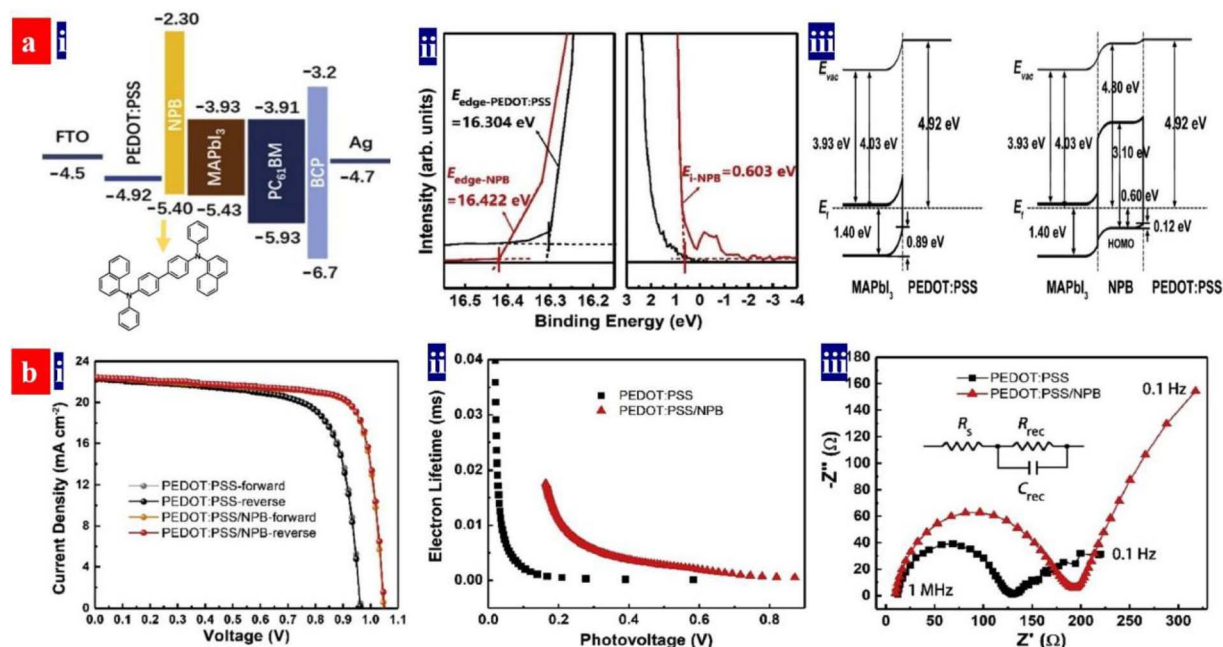 a
i
−2.30
NPB
−3.2
FTO
PEDOT:PSS
−3.93
−3.91
MAPbI3
PC61BM
BCP
Ag
−4.5
−4.92
−4.7
−5.40
−5.43
−5.93
−6.7
N
N
ii
Intensity (arb. units)
Eedge-PEDOT:PSS
=16.304 eV
Eedge-NPB
=16.422 eV
Ei-NPB=0.603 eV
16.5 16.4 16.3 16.2
3 2 1 0 -1 -2 -3 -4
Binding Energy (eV)
iii
Evac
3.93 eV
4.03 eV
4.92 eV
Ef
1.40 eV
0.89 eV
MAPbI3
PEDOT:PSS
Evac
4.80 eV
3.93 eV
4.03 eV
4.92 eV
3.10 eV
0.60 eV
Ef
1.40 eV
HOMO
0.12 eV
MAPbI3
NPB
PEDOT:PSS
b
i
Current Density (mA cm-2)
24
20
16
12
8
4
0
PEDOT:PSS-forward
PEDOT:PSS-reverse
PEDOT:PSS/NPB-forward
PEDOT:PSS/NPB-reverse
0.0 0.1 0.2 0.3 0.4 0.5 0.6 0.7 0.8 0.9 1.0 1.1
Voltage (V)
ii
Electron Lifetime (ms)
0.04
0.03
0.02
0.01
0.00
PEDOT:PSS
PEDOT:PSS/NPB
0.0 0.2 0.4 0.6 0.8
Photovoltage (V)
iii
-Z'' (Ω)
180
160
140
120
100
80
60
40
20
0
PEDOT:PSS
PEDOT:PSS/NPB
0.1 Hz
Rs
Rrec
Crec
0.1 Hz
1 MHz
0 50 100 150 200 250 300 350
Z' (Ω)